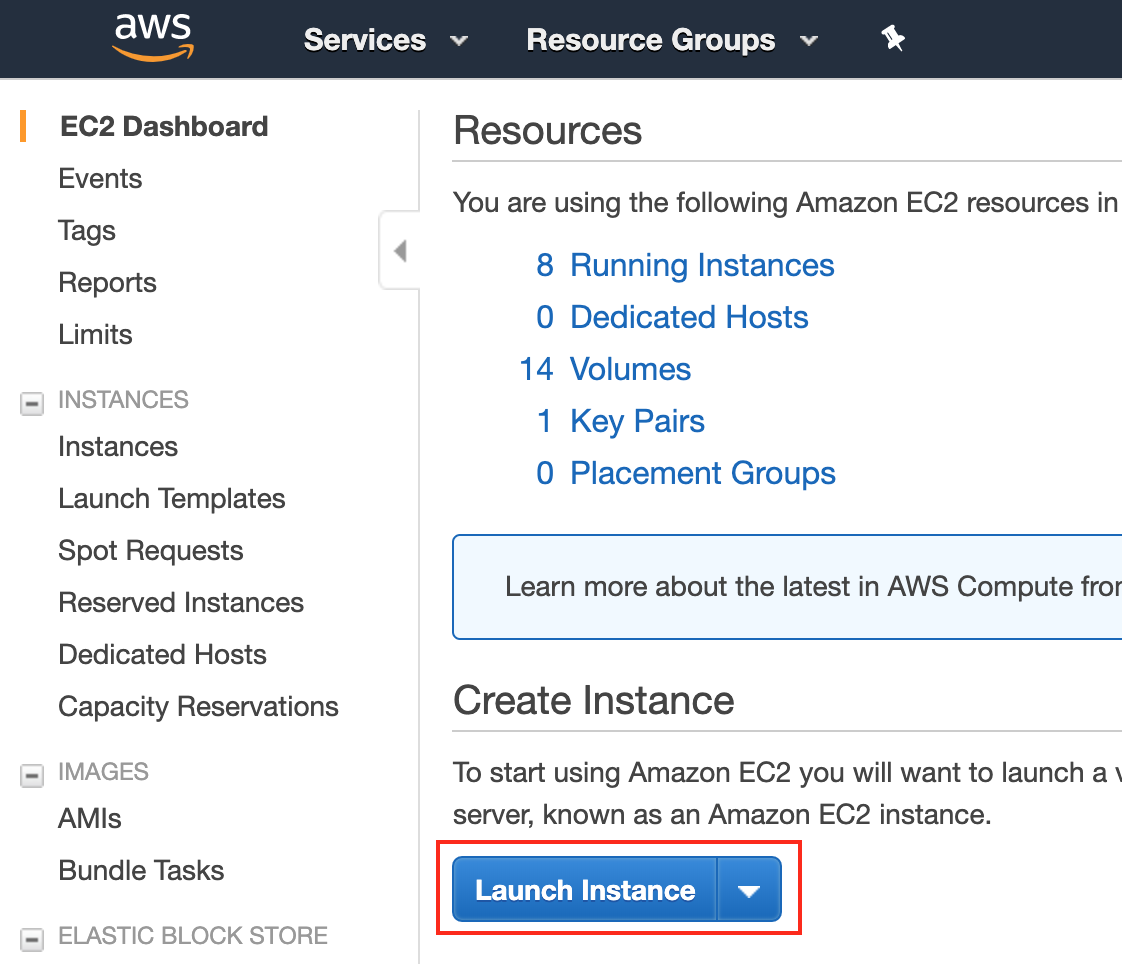 aws
Services
Resource Groups
EC2 Dashboard
Events
Tags
Reports
Limits
INSTANCES
Instances
Launch Templates
Spot Requests
Reserved Instances
Dedicated Hosts
Capacity Reservations
IMAGES
AMIs
Bundle Tasks
ELASTIC BLOCK STORE
Resources
You are using the following Amazon EC2 resources in
8 Running Instances
0 Dedicated Hosts
14 Volumes
1 Key Pairs
0 Placement Groups
Learn more about the latest in AWS Compute
Create Instance
To start using Amazon EC2 you will want to launch a
server, known as an Amazon EC2 instance.
Launch Instance